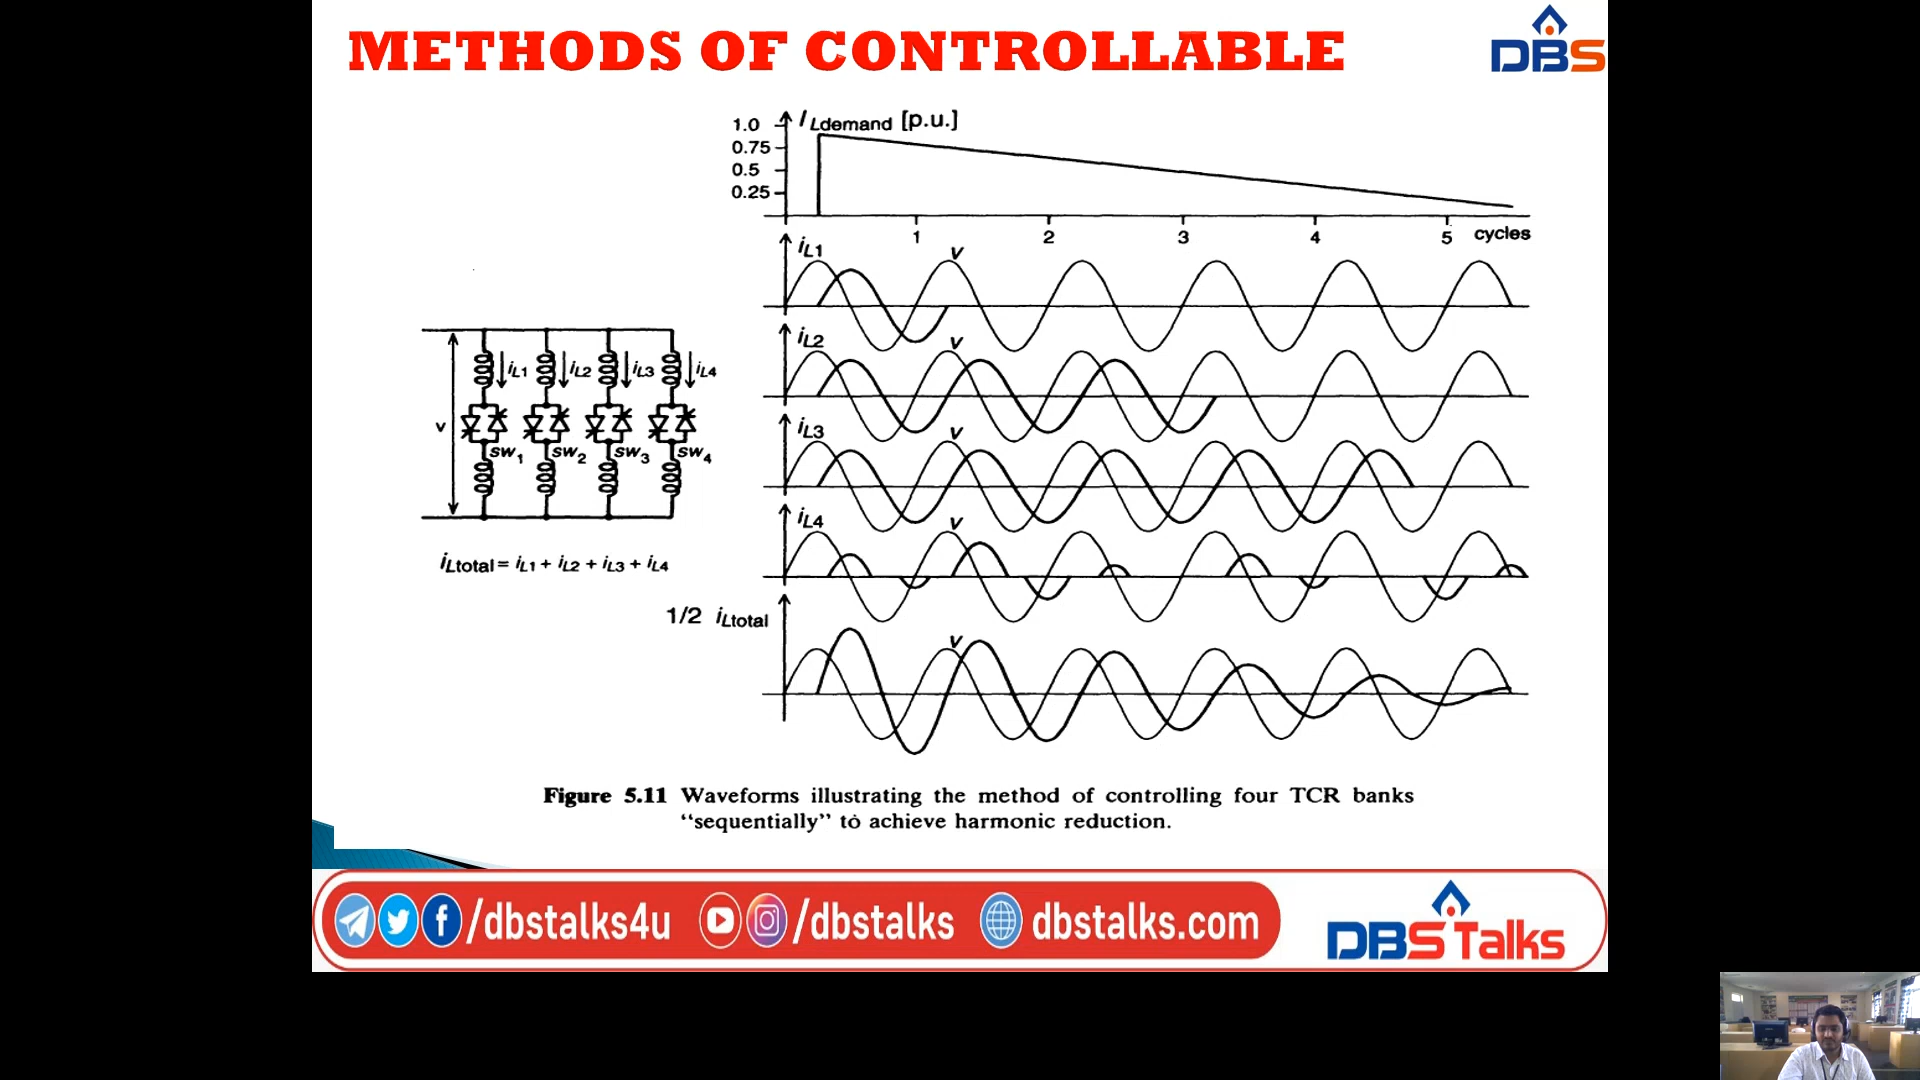 METHODS OF CONTROLLABLE
DBS
1.0
0.75
0.5
0.25
I Ldemand [p.u.]
1 2 3 4 5 cycles
iL1 v
iL2 v
iL3 v
iL4 v
1/2 iLtotal v
v
iL1 iL2 iL3 iL4
sw1 sw2 sw3 sw4
iLtotal = iL1 + iL2 + iL3 + iL4
Figure 5.11 Waveforms illustrating the method of controlling four TCR banks
“sequentially” to achieve harmonic reduction.
/dbstalks4u /dbstalks dbstalks.com
DBS Talks